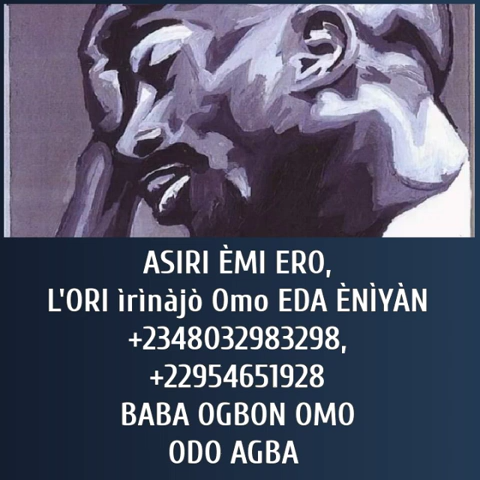 ASIRI ÈMI ERO,
L'ORI ìrìnàjò Omo EDA ÈNÌYÀN
+2348032983298,
+22954651928
BABA OGBON OMO
ODO AGBA